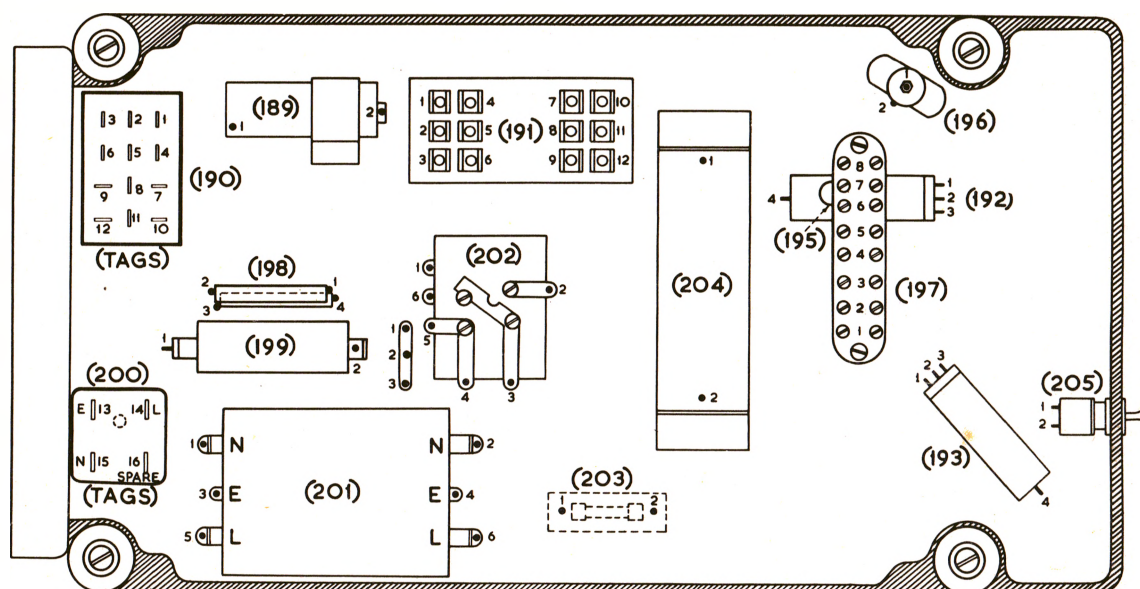 (190)
3 2 1
6 5 4
9 8 7
12 11 10
(TAGS)
(189)
1 2
(191)
1 4 7 10
2 5 8 11
3 6 9 12
(196)
1
2
(192)
4 1
2
3
(195)
(197)
8
7
6
5
4
3
2
1
(198)
2 1
3 4
(199)
1 2
1
2
3
(202)
1
6 2
5
4 3
(204)
1
2
(200)
E 13 14 L
N 15 16
SPARE
(TAGS)
(201)
1 N N 2
3 E E 4
5 L L 6
(203)
1 2
(193)
1 2 3
4
(205)
1
2